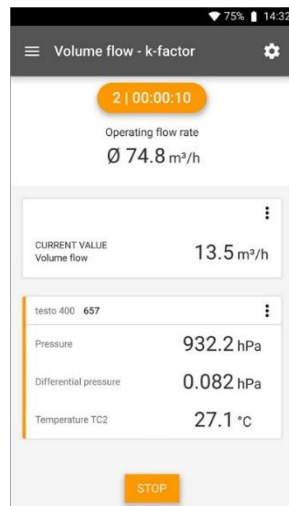 75% 14:32
Volume flow - k-factor
2 | 00:00:10
Operating flow rate
Ø 74.8 m³/h
CURRENT VALUE
Volume flow
13.5 m³/h
testo 400 657
Pressure 932.2 hPa
Differential pressure 0.082 hPa
Temperature TC2 27.1 °C
STOP